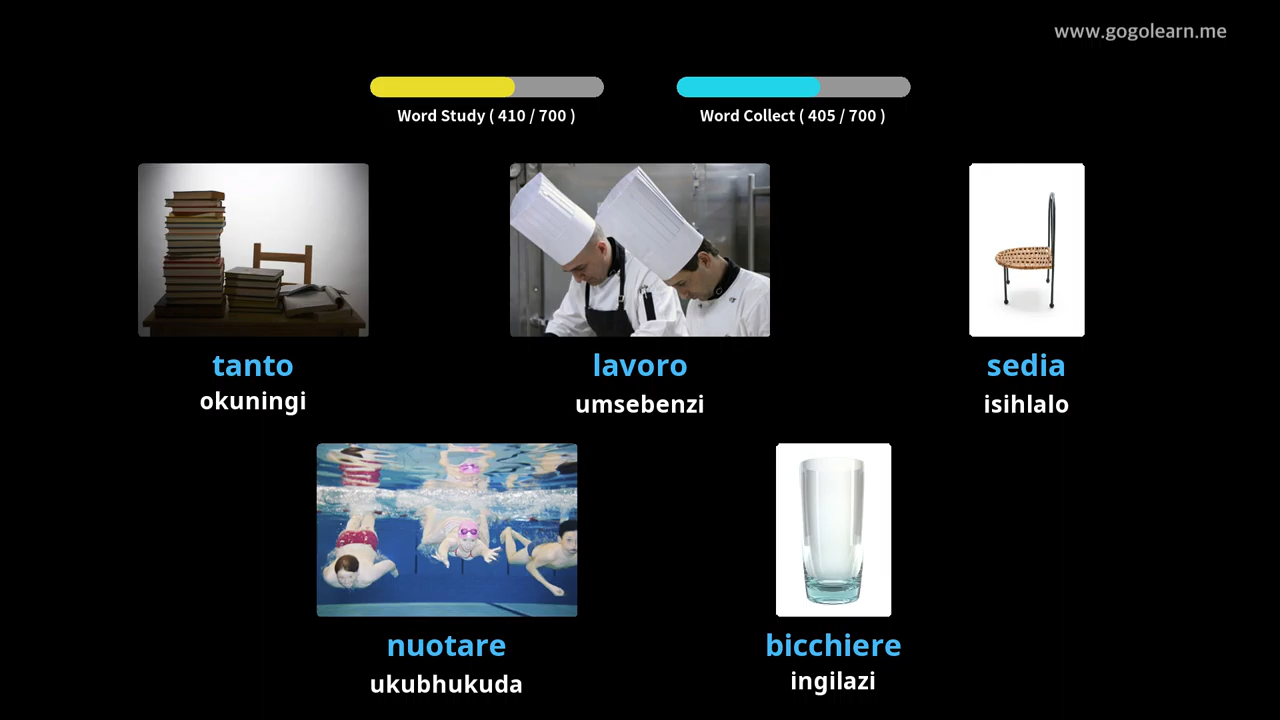 www.gogolearn.me
Word Study ( 410 / 700 )
Word Collect ( 405 / 700 )
tanto
okuningi
lavoro
umsebenzi
sedia
isihlalo
nuotare
ukubhukuda
bicchiere
ingilazi